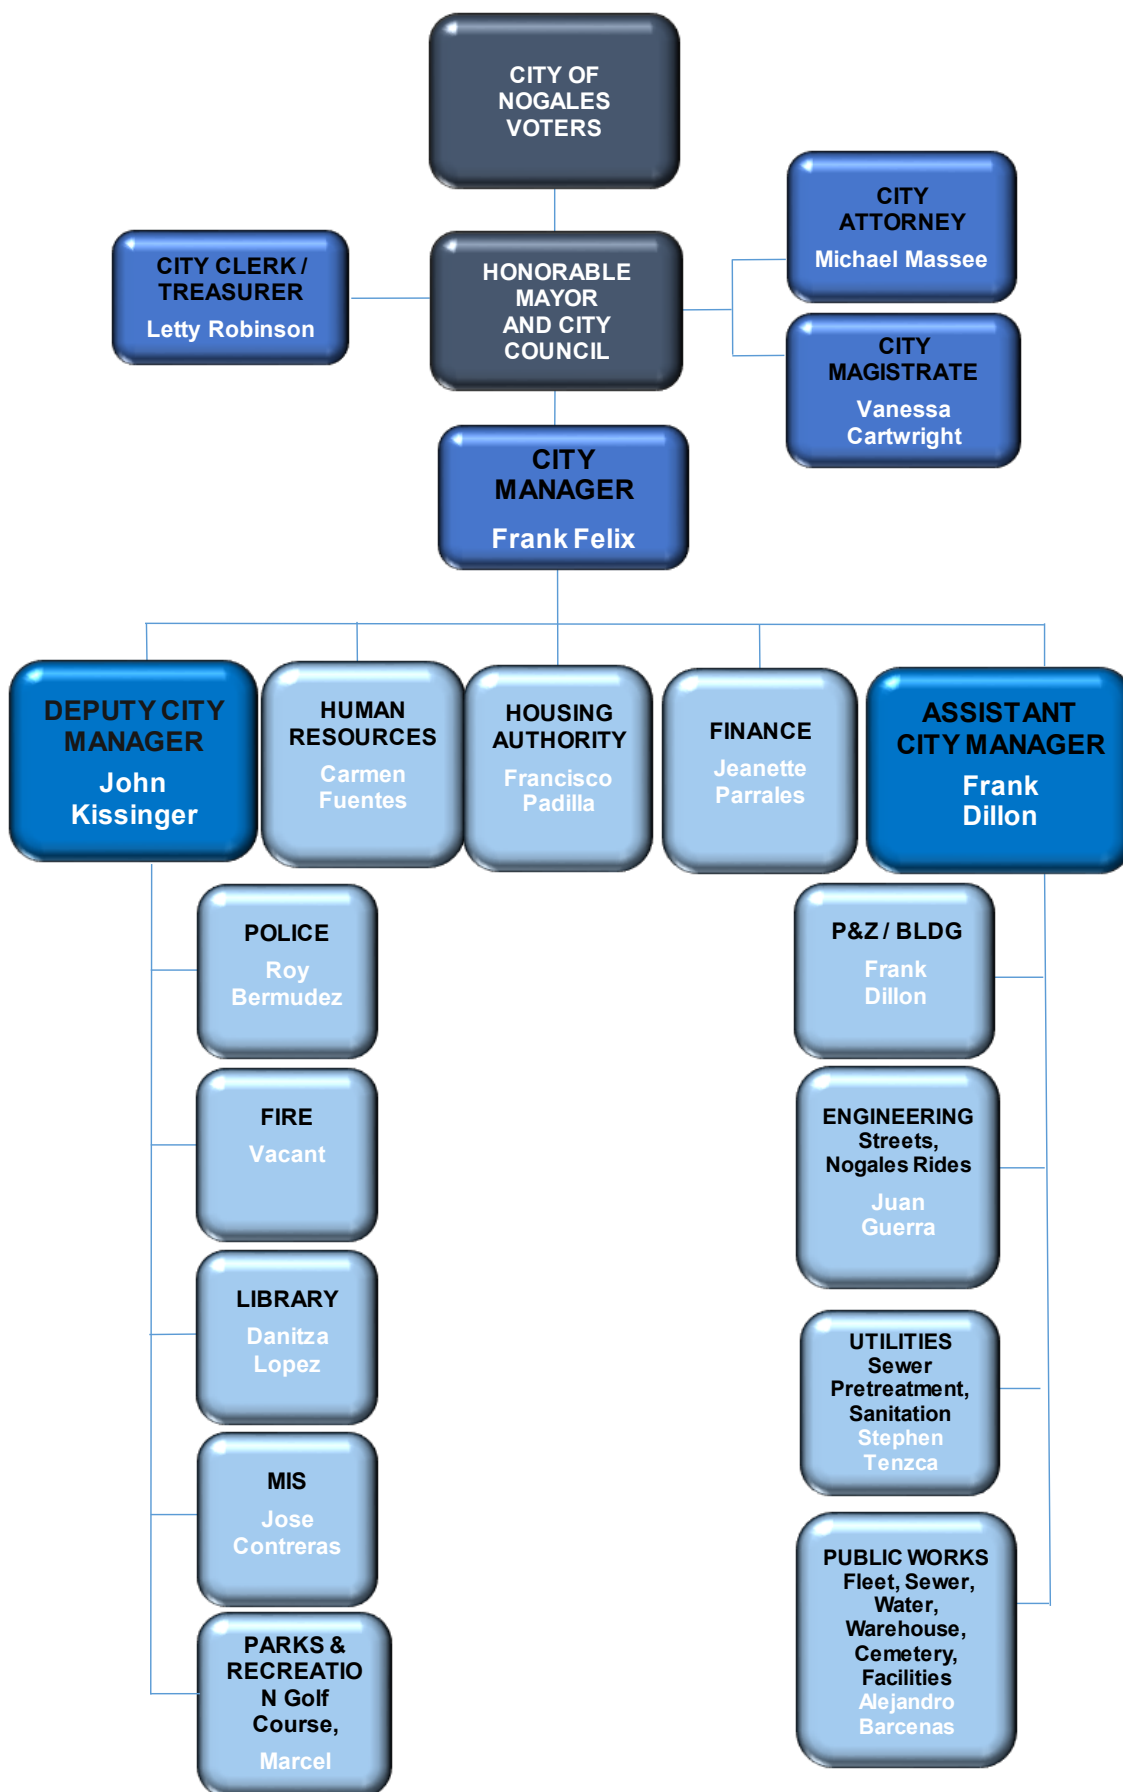 CITY OF
NOGALES
VOTERS
CITY
ATTORNEY
Michael Massee
CITY CLERK /
TREASURER
Letty Robinson
HONORABLE
MAYOR
AND CITY
COUNCIL
CITY
MAGISTRATE
Vanessa
Cartwright
CITY
MANAGER
Frank Felix
DEPUTY CITY
MANAGER
John
Kissinger
HUMAN
RESOURCES
Carmen
Fuentes
HOUSING
AUTHORITY
Francisco
Padilla
FINANCE
Jeanette
Parrales
ASSISTANT
CITY MANAGER
Frank
Dillon
POLICE
Roy
Bermudez
FIRE
Vacant
LIBRARY
Danitza
Lopez
MIS
Jose
Contreras
PARKS &
RECREATIO
N Golf
Course,
Marcel
P&Z / BLDG
Frank
Dillon
ENGINEERING
Streets,
Nogales Rides
Juan
Guerra
UTILITIES
Sewer
Pretreatment,
Sanitation
Stephen
Tenzca
PUBLIC WORKS
Fleet, Sewer,
Water,
Warehouse,
Cemetery,
Facilities
Alejandro
Barcenas